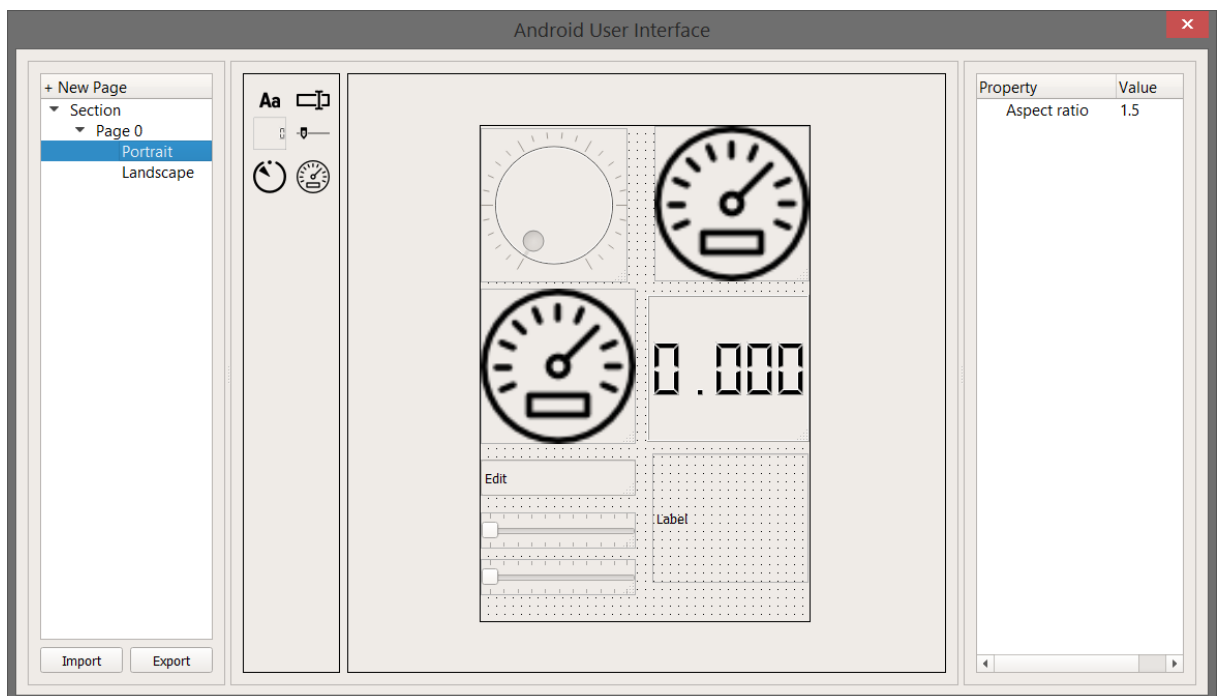 Android User Interface
+ New Page
Section
Page 0
Portrait
Landscape
Import
Export
Aa
0
0.000
Edit
Label
Property Value
Aspect ratio 1.5